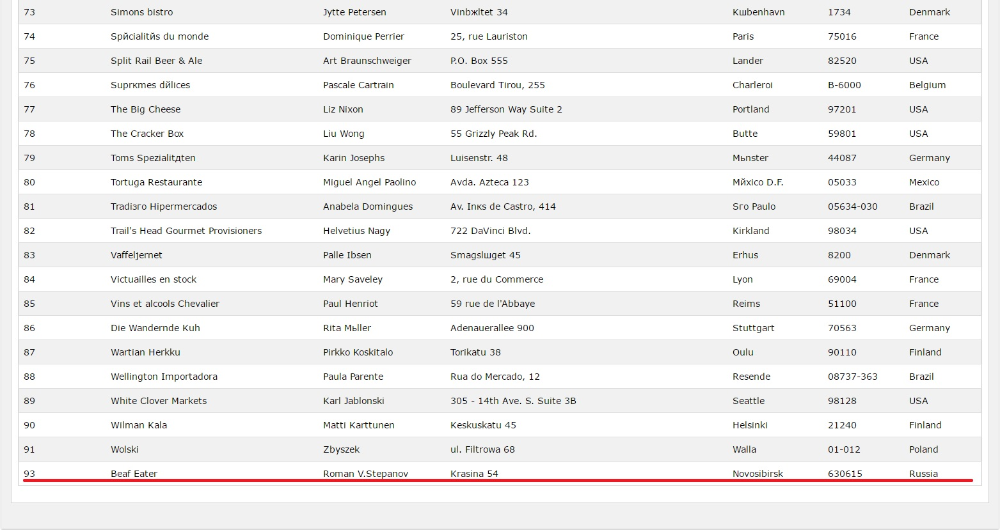 73 Simons bistro Jytte Petersen Vinbжltet 34 Kшbenhavn 1734 Denmark
74 Spйcialitйs du monde Dominique Perrier 25, rue Lauriston Paris 75016 France
75 Split Rail Beer & Ale Art Braunschweiger P.O. Box 555 Lander 82520 USA
76 Suprкmes dйlices Pascale Cartrain Boulevard Tirou, 255 Charleroi B-6000 Belgium
77 The Big Cheese Liz Nixon 89 Jefferson Way Suite 2 Portland 97201 USA
78 The Cracker Box Liu Wong 55 Grizzly Peak Rd. Butte 59801 USA
79 Toms Spezialitдten Karin Josephs Luisenstr. 48 Mьnster 44087 Germany
80 Tortuga Restaurante Miguel Angel Paolino Avda. Azteca 123 Mйxico D.F. 05033 Mexico
81 Tradiзгo Hipermercados Anabela Domingues Av. Inкs de Castro, 414 Sгo Paulo 05634-030 Brazil
82 Trail's Head Gourmet Provisioners Helvetius Nagy 722 DaVinci Blvd. Kirkland 98034 USA
83 Vaffeljernet Palle Ibsen Smagslшget 45 Erhus 8200 Denmark
84 Victuailles en stock Mary Saveley 2, rue du Commerce Lyon 69004 France
85 Vins et alcools Chevalier Paul Henriot 59 rue de l'Abbaye Reims 51100 France
86 Die Wandernde Kuh Rita Mьller Adenauerallee 900 Stuttgart 70563 Germany
87 Wartian Herkku Pirkko Koskitalo Torikatu 38 Oulu 90110 Finland
88 Wellington Importadora Paula Parente Rua do Mercado, 12 Resende 08737-363 Brazil
89 White Clover Markets Karl Jablonski 305 - 14th Ave. S. Suite 3B Seattle 98128 USA
90 Wilman Kala Matti Karttunen Keskuskatu 45 Helsinki 21240 Finland
91 Wolski Zbyszek ul. Filtrowa 68 Walla 01-012 Poland
93 Beaf Eater Roman V.Stepanov Krasina 54 Novosibirsk 630615 Russia